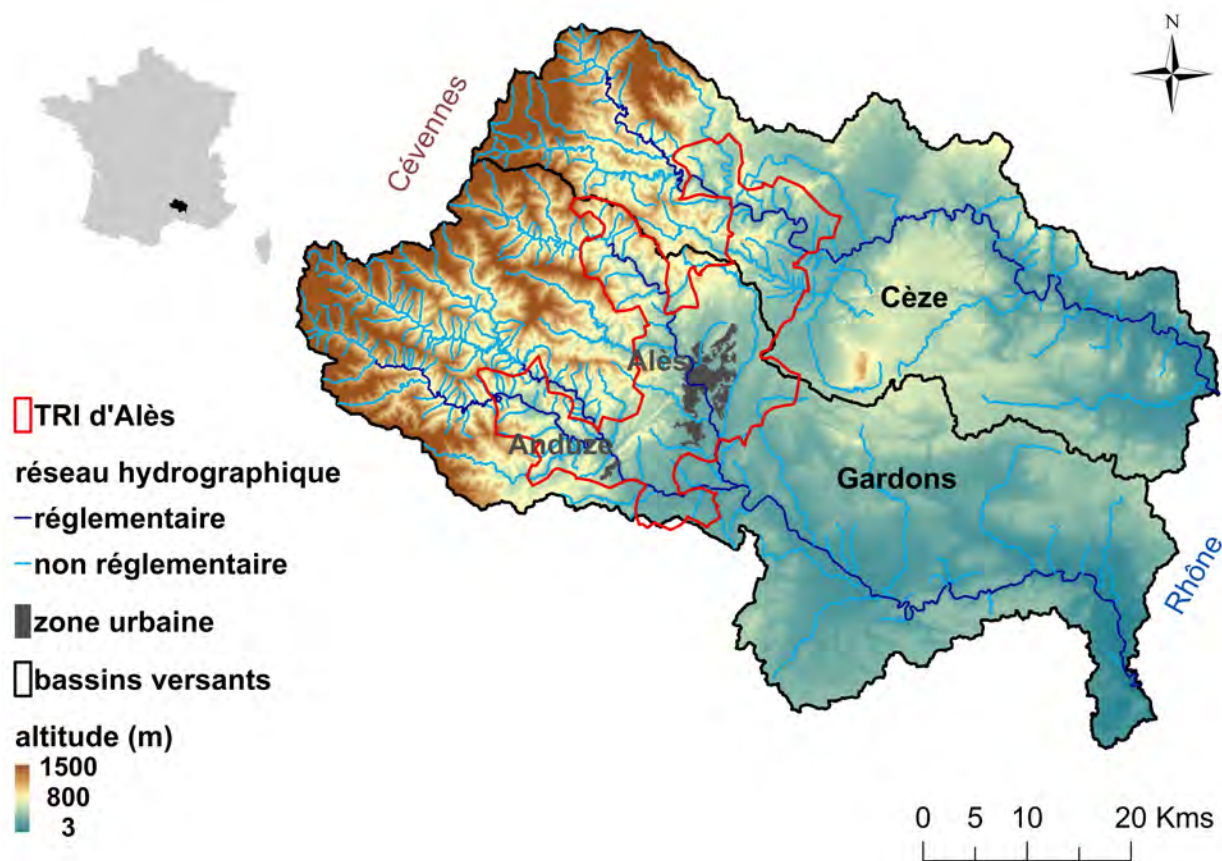 N
Cévennes
Cèze
Alès
Anduze
Gardons
Rhône
TRI d'Alès
réseau hydrographique
réglementaire
non réglementaire
zone urbaine
bassins versants
altitude (m)
1500
800
3
0 5 10 20 Kms